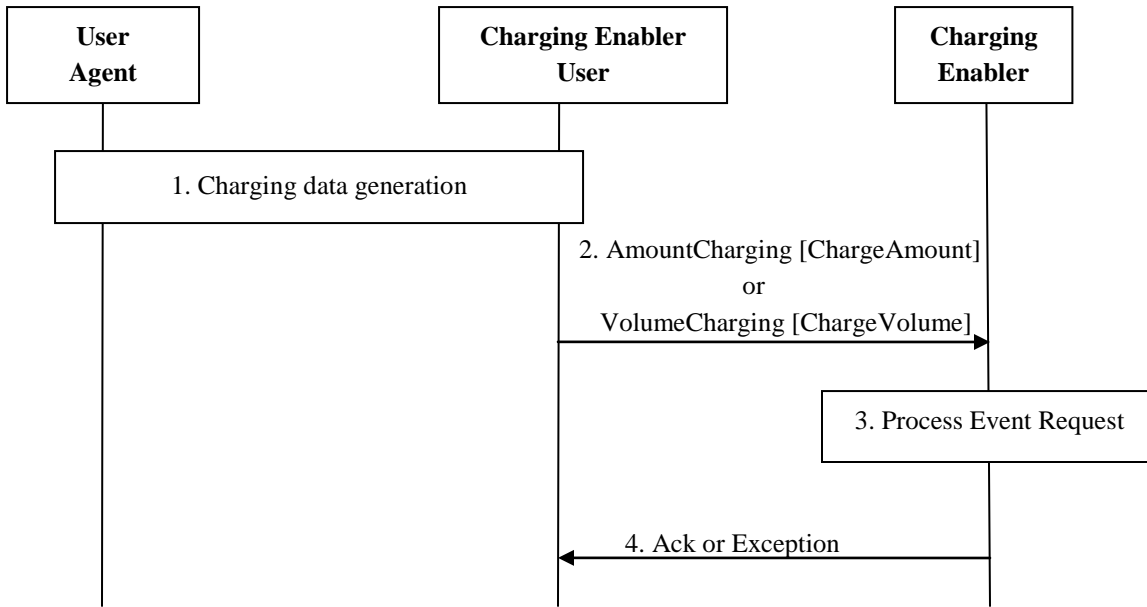 User
Agent
Charging Enabler
User
Charging
Enabler
1. Charging data generation
2. AmountCharging [ChargeAmount]
or
VolumeCharging [ChargeVolume]
3. Process Event Request
4. Ack or Exception